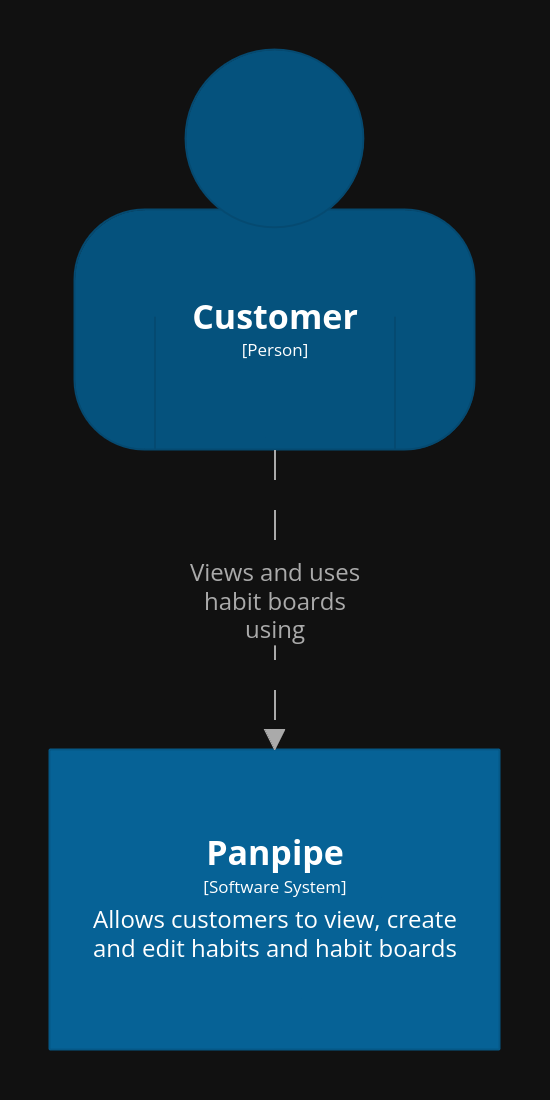 Customer
[Person]
Views and uses
habit boards
using
Panpipe
[Software System]
Allows customers to view, create
and edit habits and habit boards